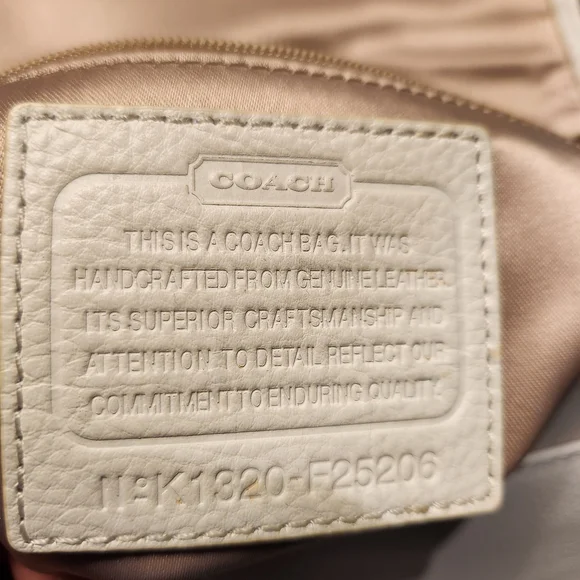 COACH
THIS IS A COACH BAG. IT WAS
HANDCRAFTED FROM GENUINE LEATHER.
ITS SUPERIOR CRAFTSMANSHIP AND
ATTENTION TO DETAIL REFLECT OUR
COMMITMENT TO ENDURING QUALITY.
Nº K1320-F25206